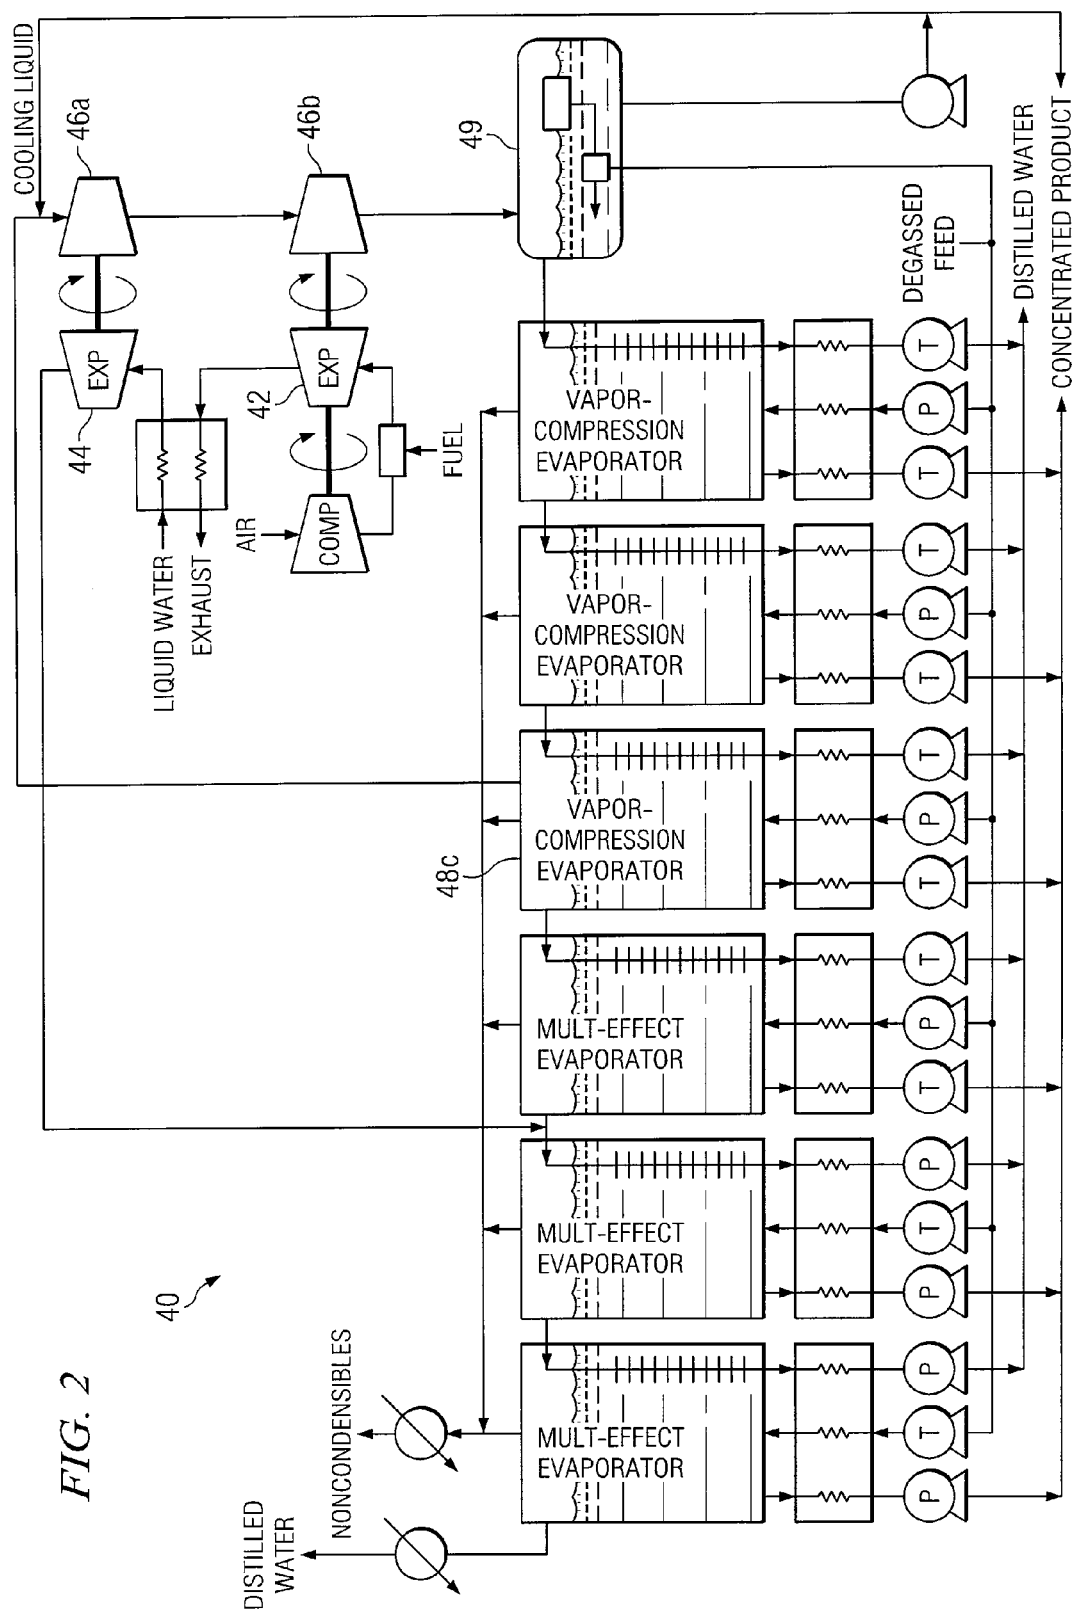 FIG. 2
40
COOLING LIQUID
46a
46b
49
EXP
44
42
EXP
COMP
AIR
FUEL
LIQUID WATER
EXHAUST
DEGASSED
FEED
DISTILLED WATER
CONCENTRATED PRODUCT
VAPOR-
COMPRESSION
EVAPORATOR
T
P
T
VAPOR-
COMPRESSION
EVAPORATOR
T
P
T
48c
VAPOR-
COMPRESSION
EVAPORATOR
T
P
T
MULT-EFFECT
EVAPORATOR
T
P
T
MULT-EFFECT
EVAPORATOR
P
T
P
MULT-EFFECT
EVAPORATOR
P
T
P
NONCONDENSIBLES
DISTILLED
WATER